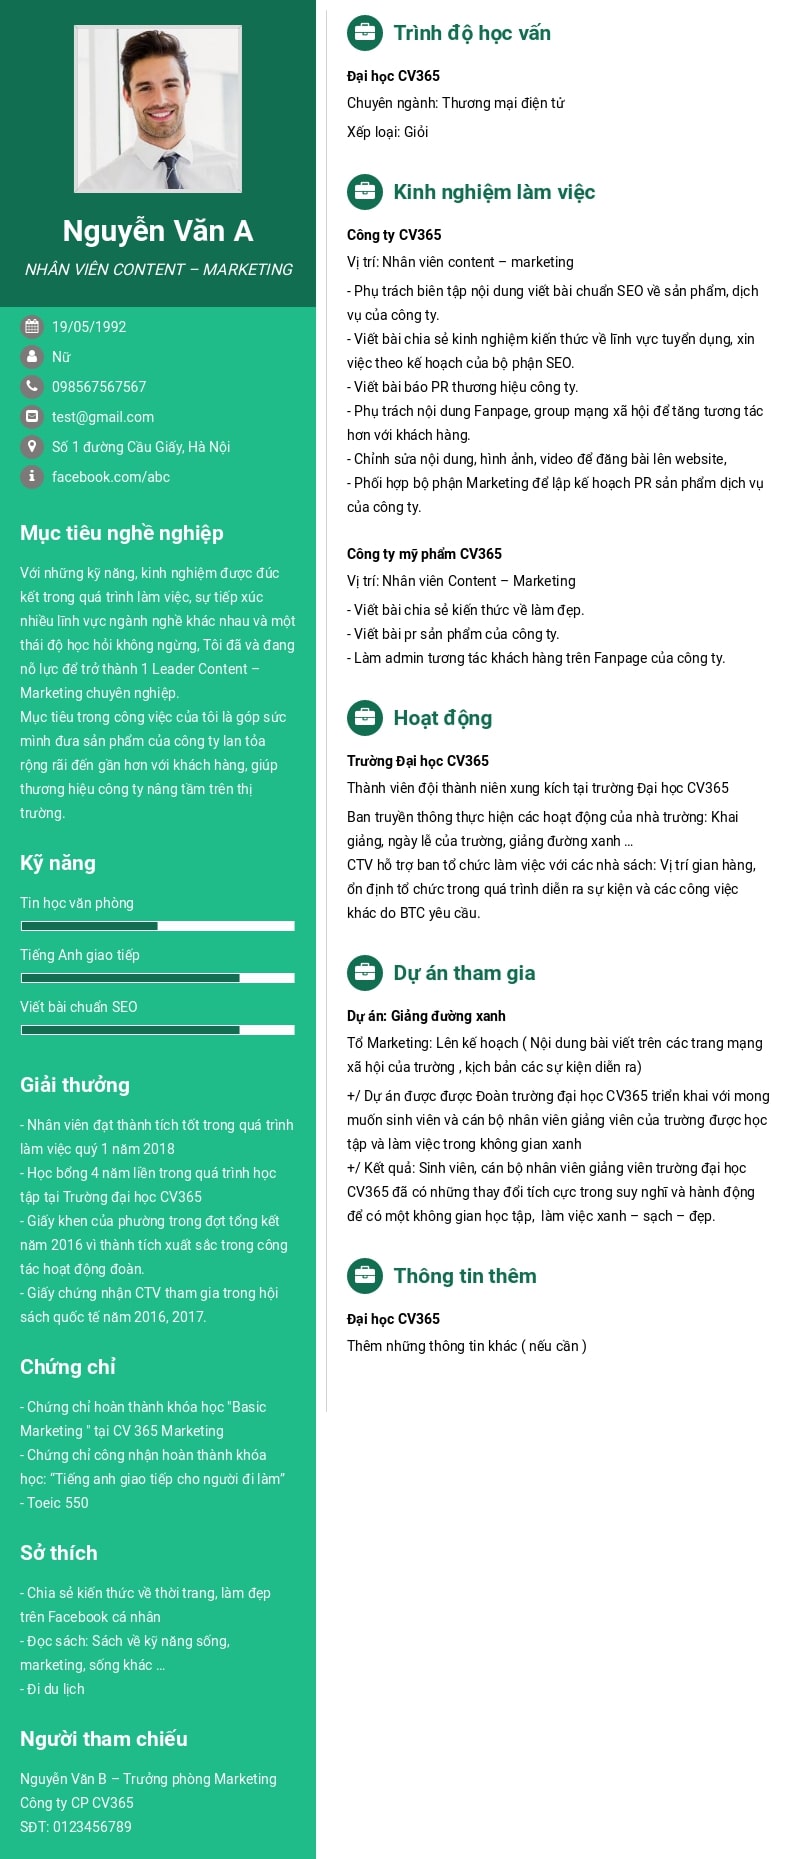 Nguyễn Văn A
NHÂN VIÊN CONTENT – MARKETING
19/05/1992
Nữ
098567567567
test@gmail.com
Số 1 đường Cầu Giấy, Hà Nội
facebook.com/abc
Mục tiêu nghề nghiệp
Với những kỹ năng, kinh nghiệm được đúc
kết trong quá trình làm việc, sự tiếp xúc
nhiều lĩnh vực ngành nghề khác nhau và một
thái độ học hỏi không ngừng, Tôi đã và đang
nỗ lực để trở thành 1 Leader Content –
Marketing chuyên nghiệp.
Mục tiêu trong công việc của tôi là góp sức
mình đưa sản phẩm của công ty lan tỏa
rộng rãi đến gần hơn với khách hàng, giúp
thương hiệu công ty nâng tầm trên thị
trường.
Kỹ năng
Tin học văn phòng
Tiếng Anh giao tiếp
Viết bài chuẩn SEO
Giải thưởng
- Nhân viên đạt thành tích tốt trong quá trình
làm việc quý 1 năm 2018
- Học bổng 4 năm liền trong quá trình học
tập tại Trường đại học CV365
- Giấy khen của phường trong đợt tổng kết
năm 2016 vì thành tích xuất sắc trong công
tác hoạt động đoàn.
- Giấy chứng nhận CTV tham gia trong hội
sách quốc tế năm 2016, 2017.
Chứng chỉ
- Chứng chỉ hoàn thành khóa học "Basic
Marketing " tại CV 365 Marketing
- Chứng chỉ công nhận hoàn thành khóa
học: “Tiếng anh giao tiếp cho người đi làm”
- Toeic 550
Sở thích
- Chia sẻ kiến thức về thời trang, làm đẹp
trên Facebook cá nhân
- Đọc sách: Sách về kỹ năng sống,
marketing, sống khác ...
- Đi du lịch
Người tham chiếu
Nguyễn Văn B – Trưởng phòng Marketing
Công ty CP CV365
SĐT: 0123456789
Trình độ học vấn
Đại học CV365
Chuyên ngành: Thương mại điện tử
Xếp loại: Giỏi
Kinh nghiệm làm việc
Công ty CV365
Vị trí: Nhân viên content – marketing
- Phụ trách biên tập nội dung viết bài chuẩn SEO về sản phẩm, dịch
vụ của công ty.
- Viết bài chia sẻ kinh nghiệm kiến thức về lĩnh vực tuyển dụng, xin
việc theo kế hoạch của bộ phận SEO.
- Viết bài báo PR thương hiệu công ty.
- Phụ trách nội dung Fanpage, group mạng xã hội để tăng tương tác
hơn với khách hàng.
- Chỉnh sửa nội dung, hình ảnh, video để đăng bài lên website,
- Phối hợp bộ phận Marketing để lập kế hoạch PR sản phẩm dịch vụ
của công ty.
Công ty mỹ phẩm CV365
Vị trí: Nhân viên Content – Marketing
- Viết bài chia sẻ kiến thức về làm đẹp.
- Viết bài pr sản phẩm của công ty.
- Làm admin tương tác khách hàng trên Fanpage của công ty.
Hoạt động
Trường Đại học CV365
Thành viên đội thành niên xung kích tại trường Đại học CV365
Ban truyền thông thực hiện các hoạt động của nhà trường: Khai
giảng, ngày lễ của trường, giảng đường xanh ...
CTV hỗ trợ ban tổ chức làm việc với các nhà sách: Vị trí gian hàng,
ổn định tổ chức trong quá trình diễn ra sự kiện và các công việc
khác do BTC yêu cầu.
Dự án tham gia
Dự án: Giảng đường xanh
Tổ Marketing: Lên kế hoạch ( Nội dung bài viết trên các trang mạng
xã hội của trường , kịch bản các sự kiện diễn ra)
+/ Dự án được được Đoàn trường đại học CV365 triển khai với mong
muốn sinh viên và cán bộ nhân viên giảng viên của trường được học
tập và làm việc trong không gian xanh
+/ Kết quả: Sinh viên, cán bộ nhân viên giảng viên trường đại học
CV365 đã có những thay đổi tích cực trong suy nghĩ và hành động
để có một không gian học tập,  làm việc xanh – sạch – đẹp.
Thông tin thêm
Đại học CV365
Thêm những thông tin khác ( nếu cần )